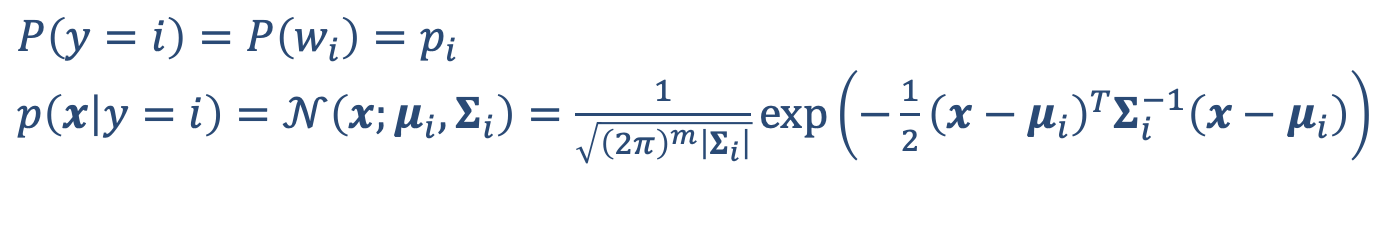 P(y = i) = P(w_i) = p_i
p(x|y = i) = 𝒩(x; μ_i, Σ_i) = 1/√((2π)^m|Σ_i|) exp(−1/2 (x − μ_i)^T Σ_i^−1 (x − μ_i))